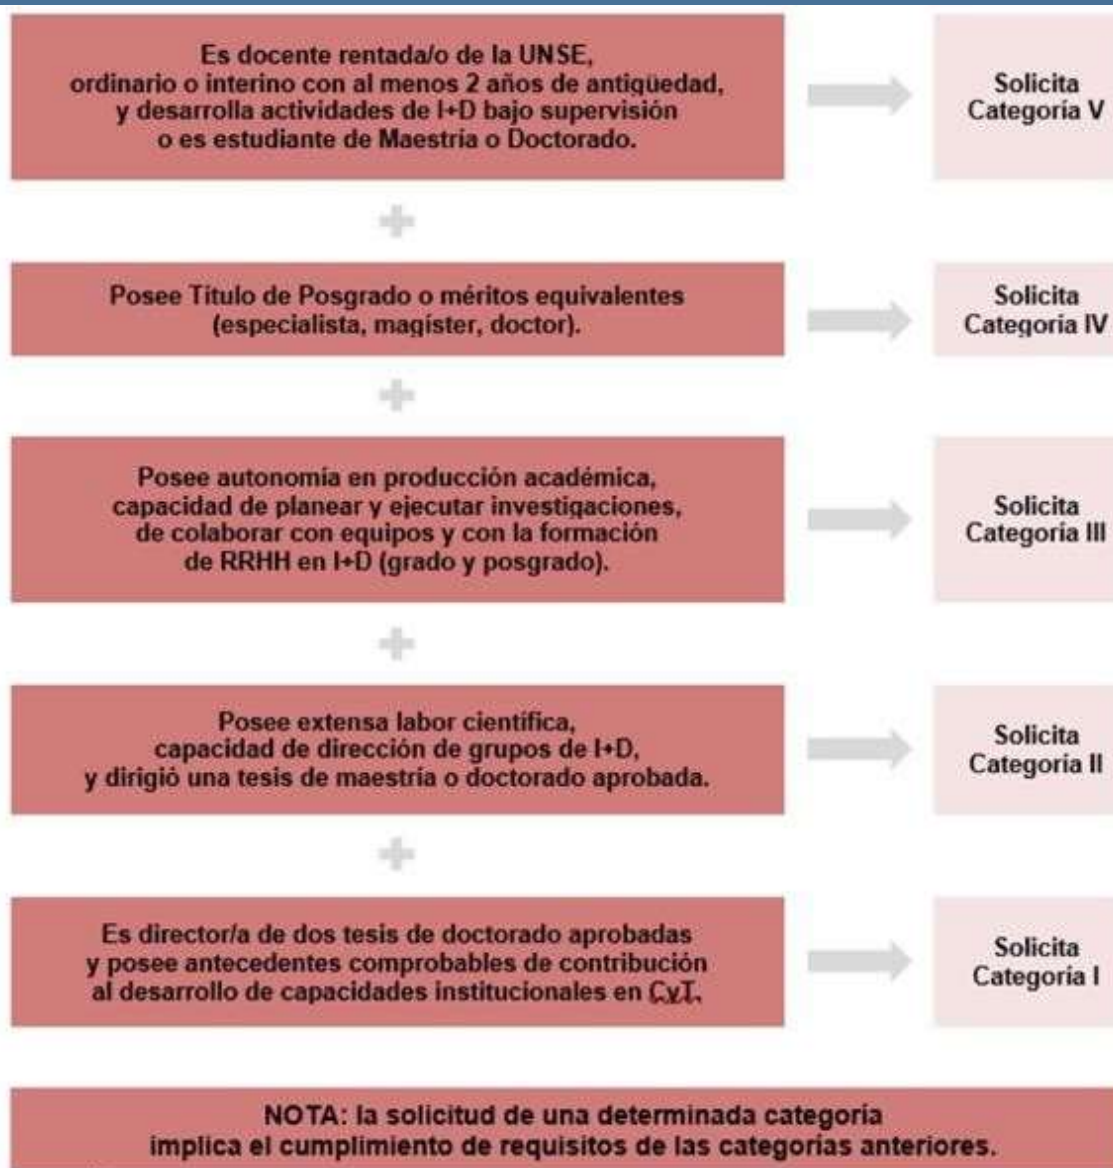 Es docente rentada/o de la UNSE,
ordinario o interino con al menos 2 años de antigüedad,
y desarrolla actividades de I+D bajo supervisión
o es estudiante de Maestría o Doctorado.
Solicita
Categoría V
Posee Título de Posgrado o méritos equivalentes
(especialista, magíster, doctor).
Solicita
Categoría IV
Posee autonomía en producción académica,
capacidad de planear y ejecutar investigaciones,
de colaborar con equipos y con la formación
de RRHH en I+D (grado y posgrado).
Solicita
Categoría III
Posee extensa labor científica,
capacidad de dirección de grupos de I+D,
y dirigió una tesis de maestría o doctorado aprobada.
Solicita
Categoría II
Es director/a de dos tesis de doctorado aprobadas
y posee antecedentes comprobables de contribución
al desarrollo de capacidades institucionales en CyT.
Solicita
Categoría I
NOTA: la solicitud de una determinada categoría
implica el cumplimiento de requisitos de las categorías anteriores.